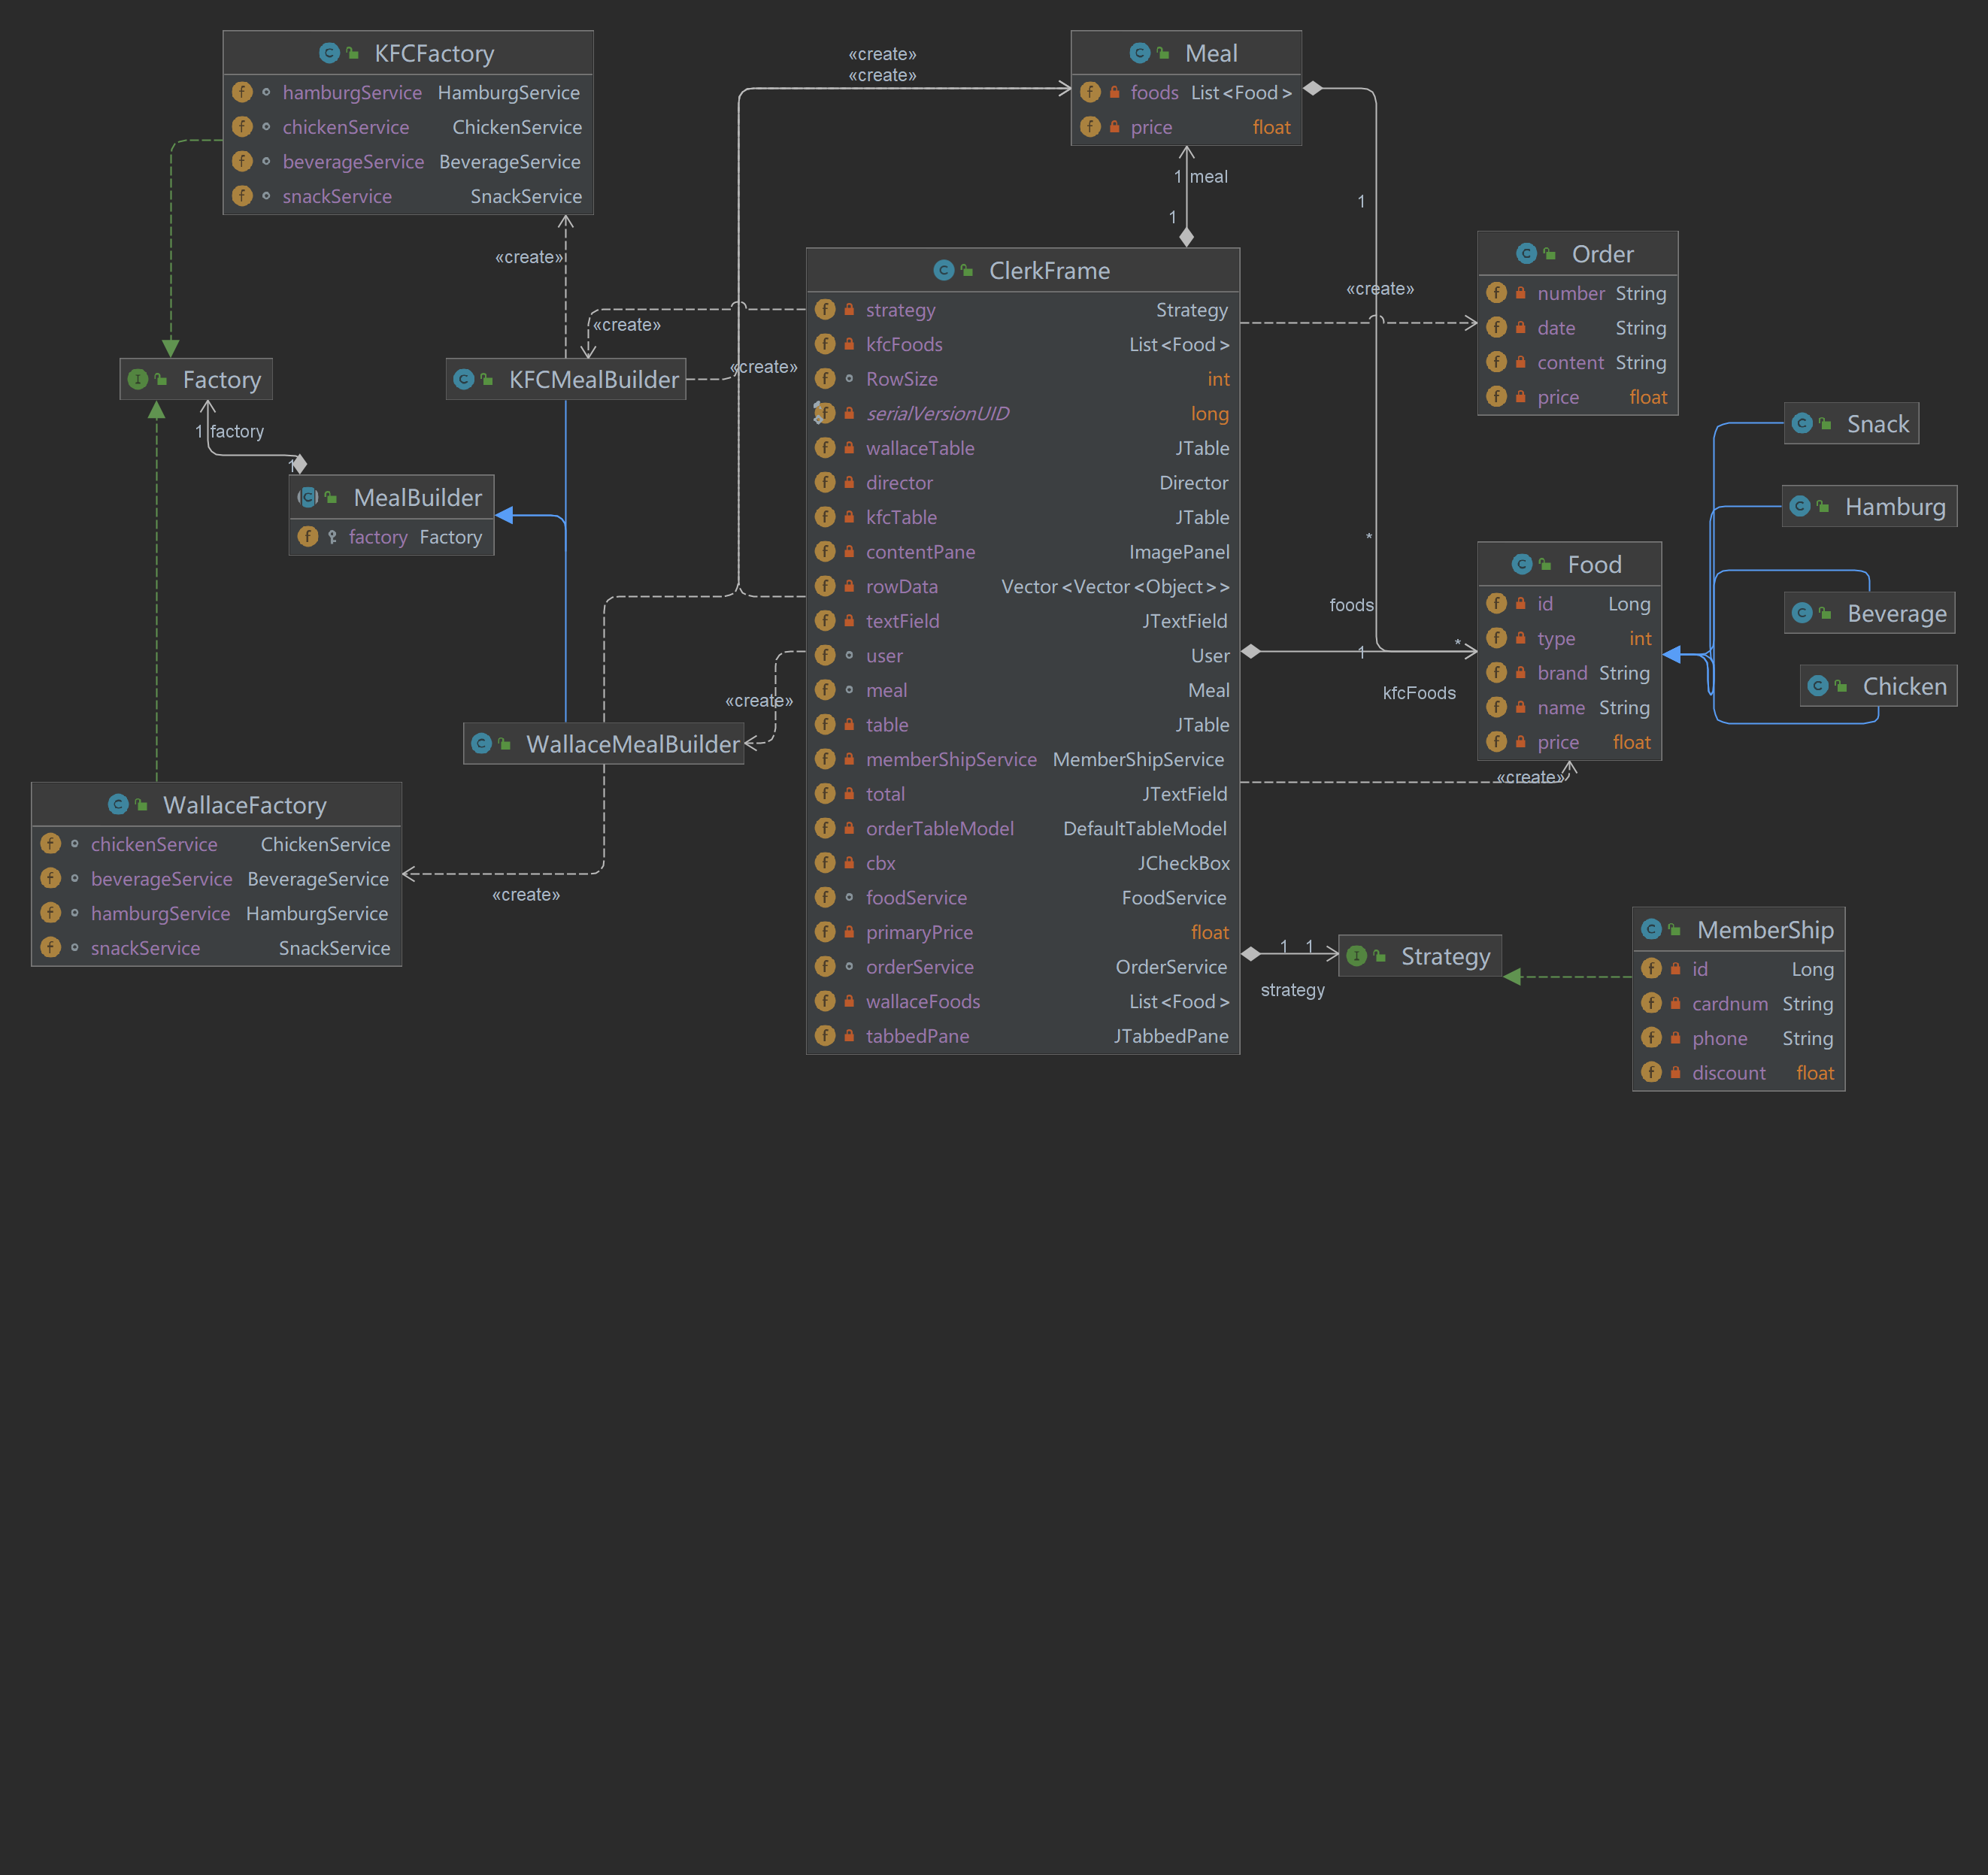 KFCFactory
hamburgService HamburgService
chickenService ChickenService
beverageService BeverageService
snackService SnackService
«create»
«create»
Meal
foods List<Food>
price float
1 meal
1
1
«create»
Order
number String
date String
content String
price float
«create»
«create»
«create»
«create»
Factory
1 factory
1
KFCMealBuilder
MealBuilder
factory Factory
ClerkFrame
strategy Strategy
kfcFoods List<Food>
RowSize int
serialVersionUID long
wallaceTable JTable
director Director
kfcTable JTable
contentPane ImagePanel
rowData Vector<Vector<Object>>
textField JTextField
user User
meal Meal
table JTable
memberShipService MemberShipService
total JTextField
orderTableModel DefaultTableModel
cbx JCheckBox
foodService FoodService
primaryPrice float
orderService OrderService
wallaceFoods List<Food>
tabbedPane JTabbedPane
Snack
Hamburg
Beverage
Chicken
*
foods
*
1
kfcFoods
Food
id Long
type int
brand String
name String
price float
«create»
«create»
WallaceMealBuilder
WallaceFactory
chickenService ChickenService
beverageService BeverageService
hamburgService HamburgService
snackService SnackService
1 1
strategy
Strategy
MemberShip
id Long
cardnum String
phone String
discount float